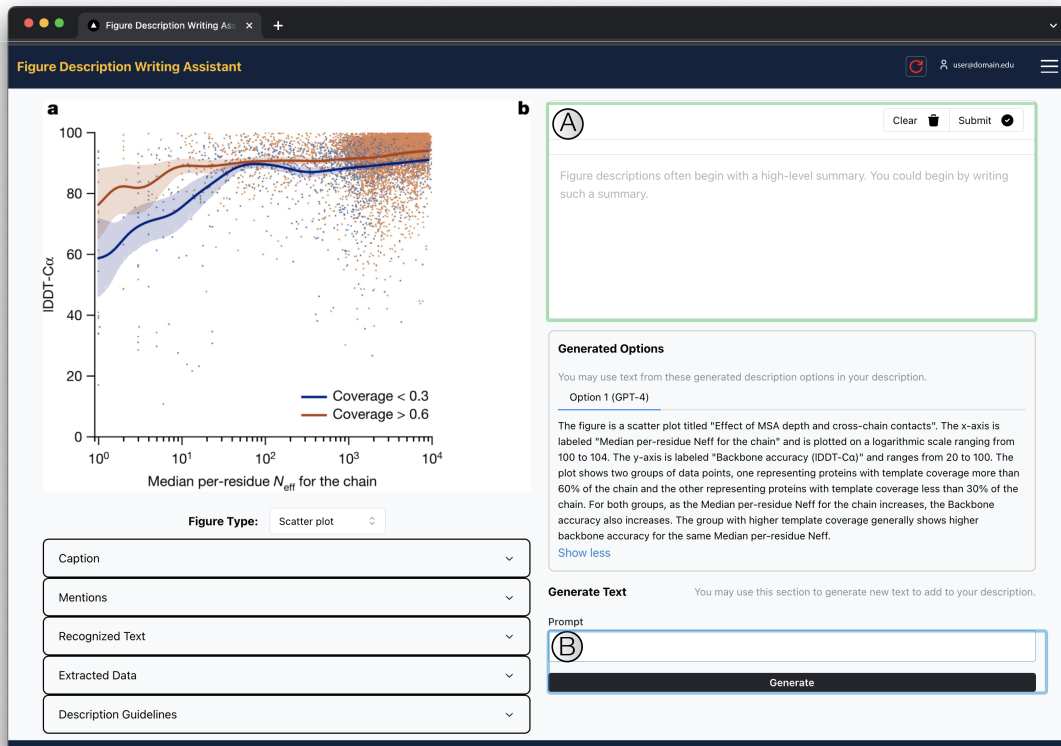 Figure Description Writing Ass
Figure Description Writing Assistant
user@domain.edu
a
b
100
80
60
40
20
0
lDDT-Cα
Coverage < 0.3
Coverage > 0.6
10⁰ 10¹ 10² 10³ 10⁴
Median per-residue Neff for the chain
Figure Type: Scatter plot
Caption
Mentions
Recognized Text
Extracted Data
Description Guidelines
A
Clear Submit
Figure descriptions often begin with a high-level summary. You could begin by writing
such a summary.
Generated Options
You may use text from these generated description options in your description.
Option 1 (GPT-4)
The figure is a scatter plot titled "Effect of MSA depth and cross-chain contacts". The x-axis is
labeled "Median per-residue Neff for the chain" and is plotted on a logarithmic scale ranging from
100 to 104. The y-axis is labeled "Backbone accuracy (lDDT-Cα)" and ranges from 20 to 100. The
plot shows two groups of data points, one representing proteins with template coverage more than
60% of the chain and the other representing proteins with template coverage less than 30% of the
chain. For both groups, as the Median per-residue Neff for the chain increases, the Backbone
accuracy also increases. The group with higher template coverage generally shows higher
backbone accuracy for the same Median per-residue Neff.
Show less
Generate Text You may use this section to generate new text to add to your description.
Prompt
B
Generate